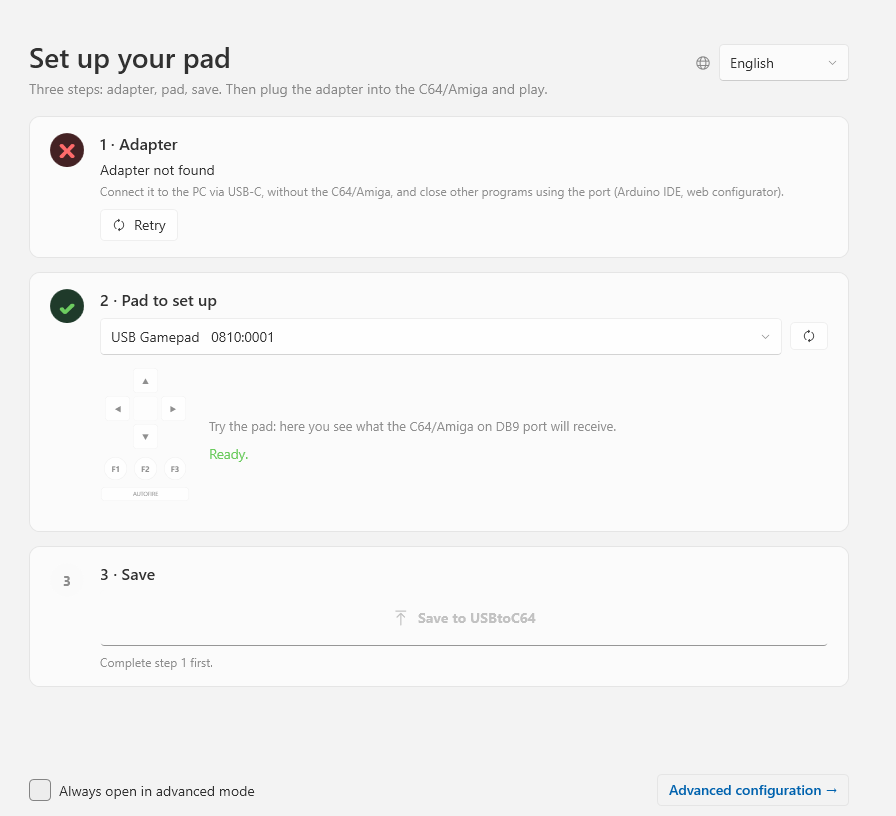 Set up your pad
English
Three steps: adapter, pad, save. Then plug the adapter into the C64/Amiga and play.
1 · Adapter
Adapter not found
Connect it to the PC via USB-C, without the C64/Amiga, and close other programs using the port (Arduino IDE, web configurator).
Retry
2 · Pad to set up
USB Gamepad 0810:0001
Try the pad: here you see what the C64/Amiga on DB9 port will receive.
Ready.
F1 F2 F3
AUTOFIRE
3
3 · Save
Save to USBtoC64
Complete step 1 first.
Always open in advanced mode
Advanced configuration →